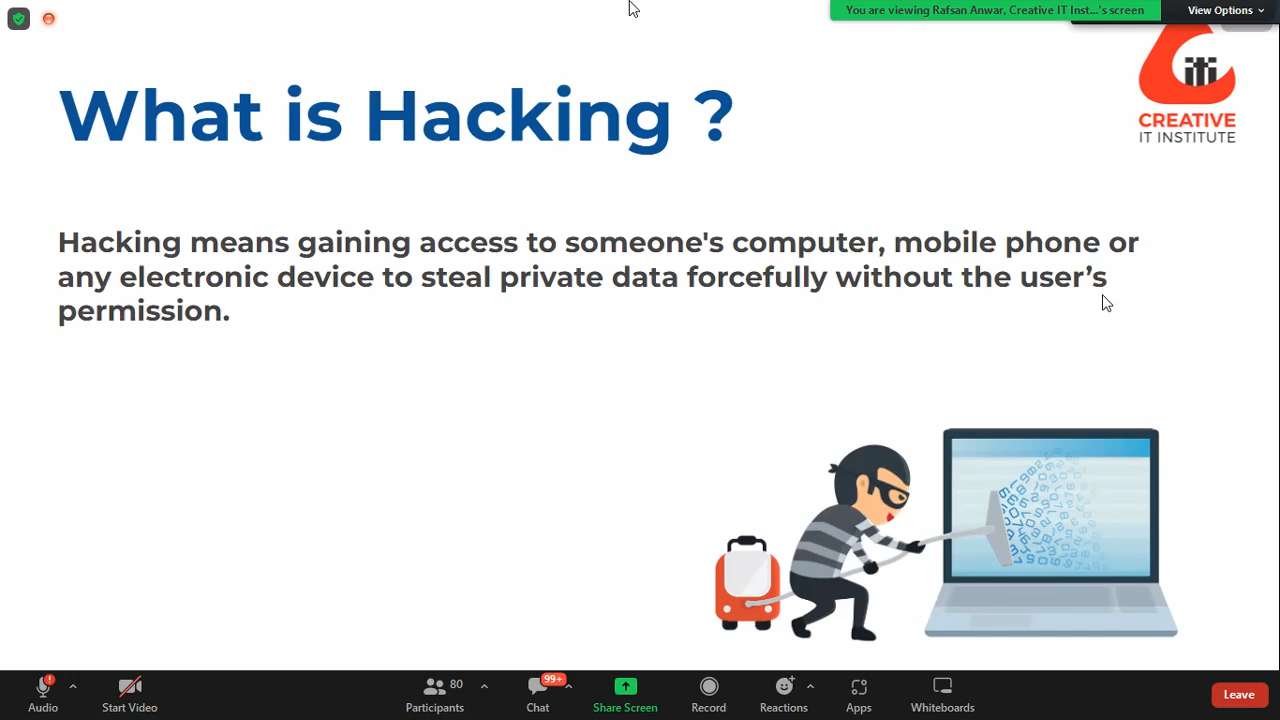 You are viewing Rafsan Anwar, Creative IT Inst...'s screen
View Options
What is Hacking ?
iti
CREATIVE
IT INSTITUTE
Hacking means gaining access to someone's computer, mobile phone or
any electronic device to steal private data forcefully without the user’s
permission.
Audio
Start Video
80
Participants
99+
Chat
Share Screen
Record
Reactions
Apps
Whiteboards
Leave